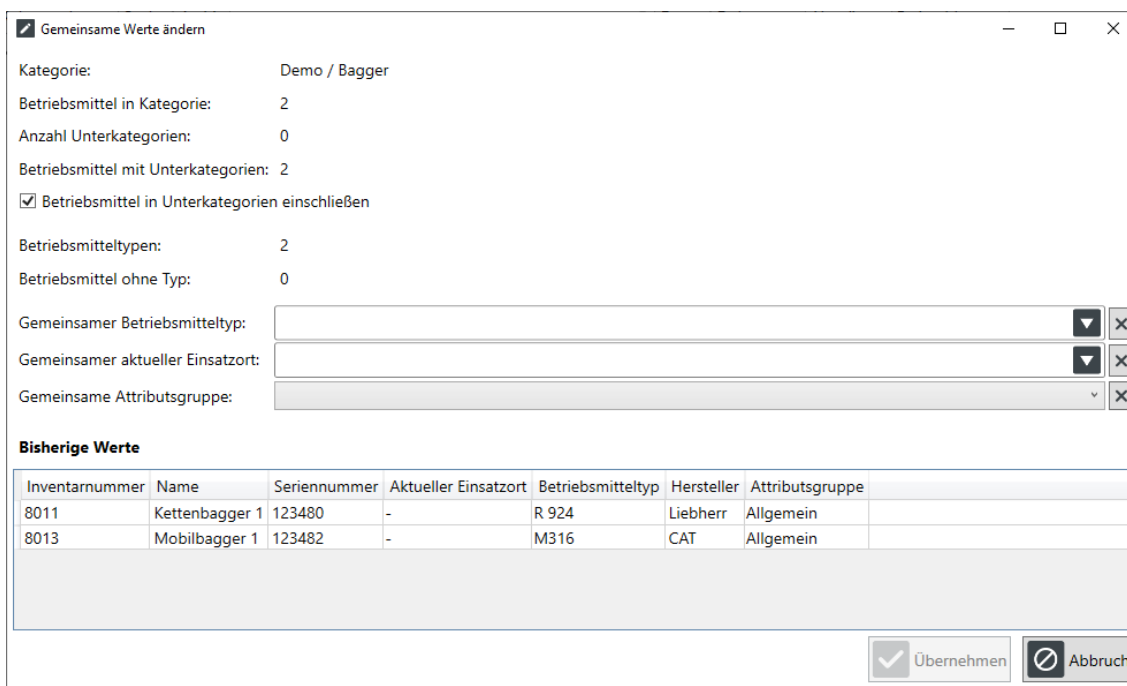 Gemeinsame Werte ändern
Kategorie: Demo / Bagger
Betriebsmittel in Kategorie: 2
Anzahl Unterkategorien: 0
Betriebsmittel mit Unterkategorien: 2
Betriebsmittel in Unterkategorien einschließen
Betriebsmitteltypen: 2
Betriebsmittel ohne Typ: 0
Gemeinsamer Betriebsmitteltyp:
Gemeinsamer aktueller Einsatzort:
Gemeinsame Attributsgruppe:
Bisherige Werte
Inventarnummer Name Seriennummer Aktueller Einsatzort Betriebsmitteltyp Hersteller Attributsgruppe
8011 Kettenbagger 1 123480 - R 924 Liebherr Allgemein
8013 Mobilbagger 1 123482 - M316 CAT Allgemein
Übernehmen Abbruch